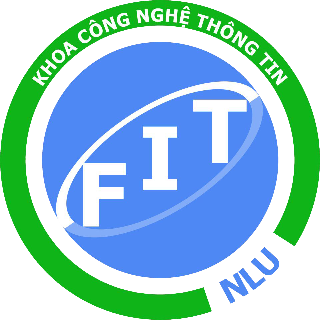 KHOA CÔNG NGHỆ THÔNG TIN
FIT
NLU